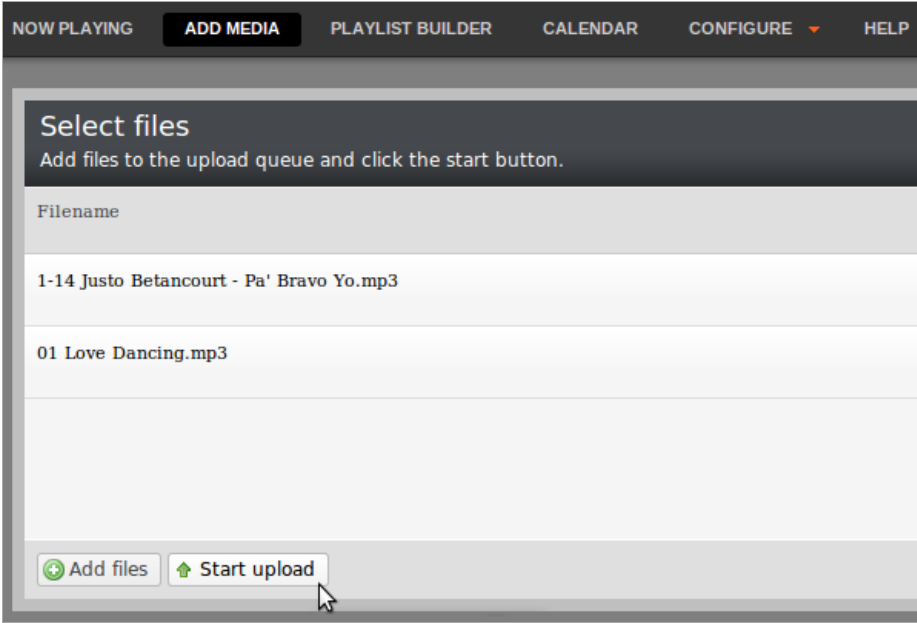 NOW PLAYING ADD MEDIA PLAYLIST BUILDER CALENDAR CONFIGURE HELP
Select files
Add files to the upload queue and click the start button.
Filename
1-14 Justo Betancourt - Pa' Bravo Yo.mp3
01 Love Dancing.mp3
Add files Start upload